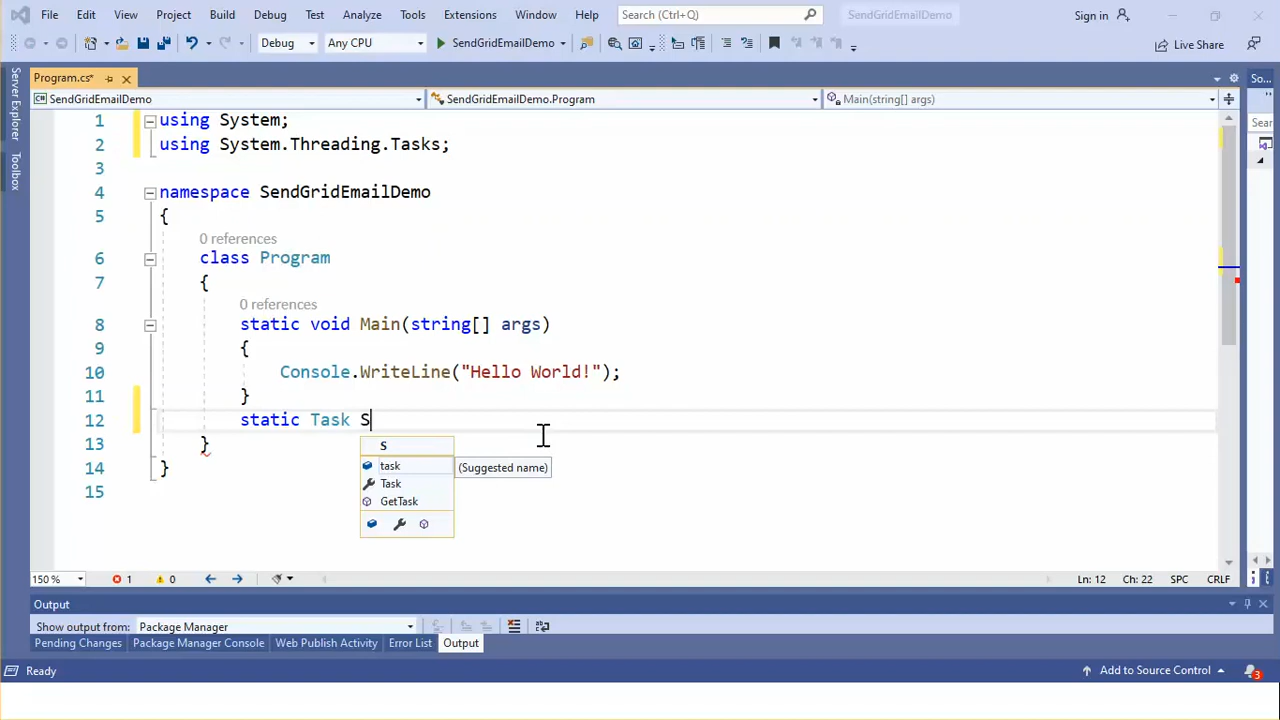 File Edit View Project Build Debug Test Analyze Tools Extensions Window Help Search (Ctrl+Q) SendGridEmailDemo Sign in
Debug Any CPU SendGridEmailDemo Live Share
Server Explorer
Toolbox
Program.cs* So...
SendGridEmailDemo SendGridEmailDemo.Program Main(string[] args)
Sear
1 using System;
2 using System.Threading.Tasks;
3
4 namespace SendGridEmailDemo
5 {
0 references
6 class Program
7 {
0 references
8 static void Main(string[] args)
9 {
10 Console.WriteLine("Hello World!");
11 }
12 static Task S
13 }
14 }
15
S
task (Suggested name)
Task
GetTask
150 % 1 0 Ln: 12 Ch: 22 SPC CRLF
Output
Show output from: Package Manager
Pending Changes Package Manager Console Web Publish Activity Error List Output
Ready Add to Source Control 3